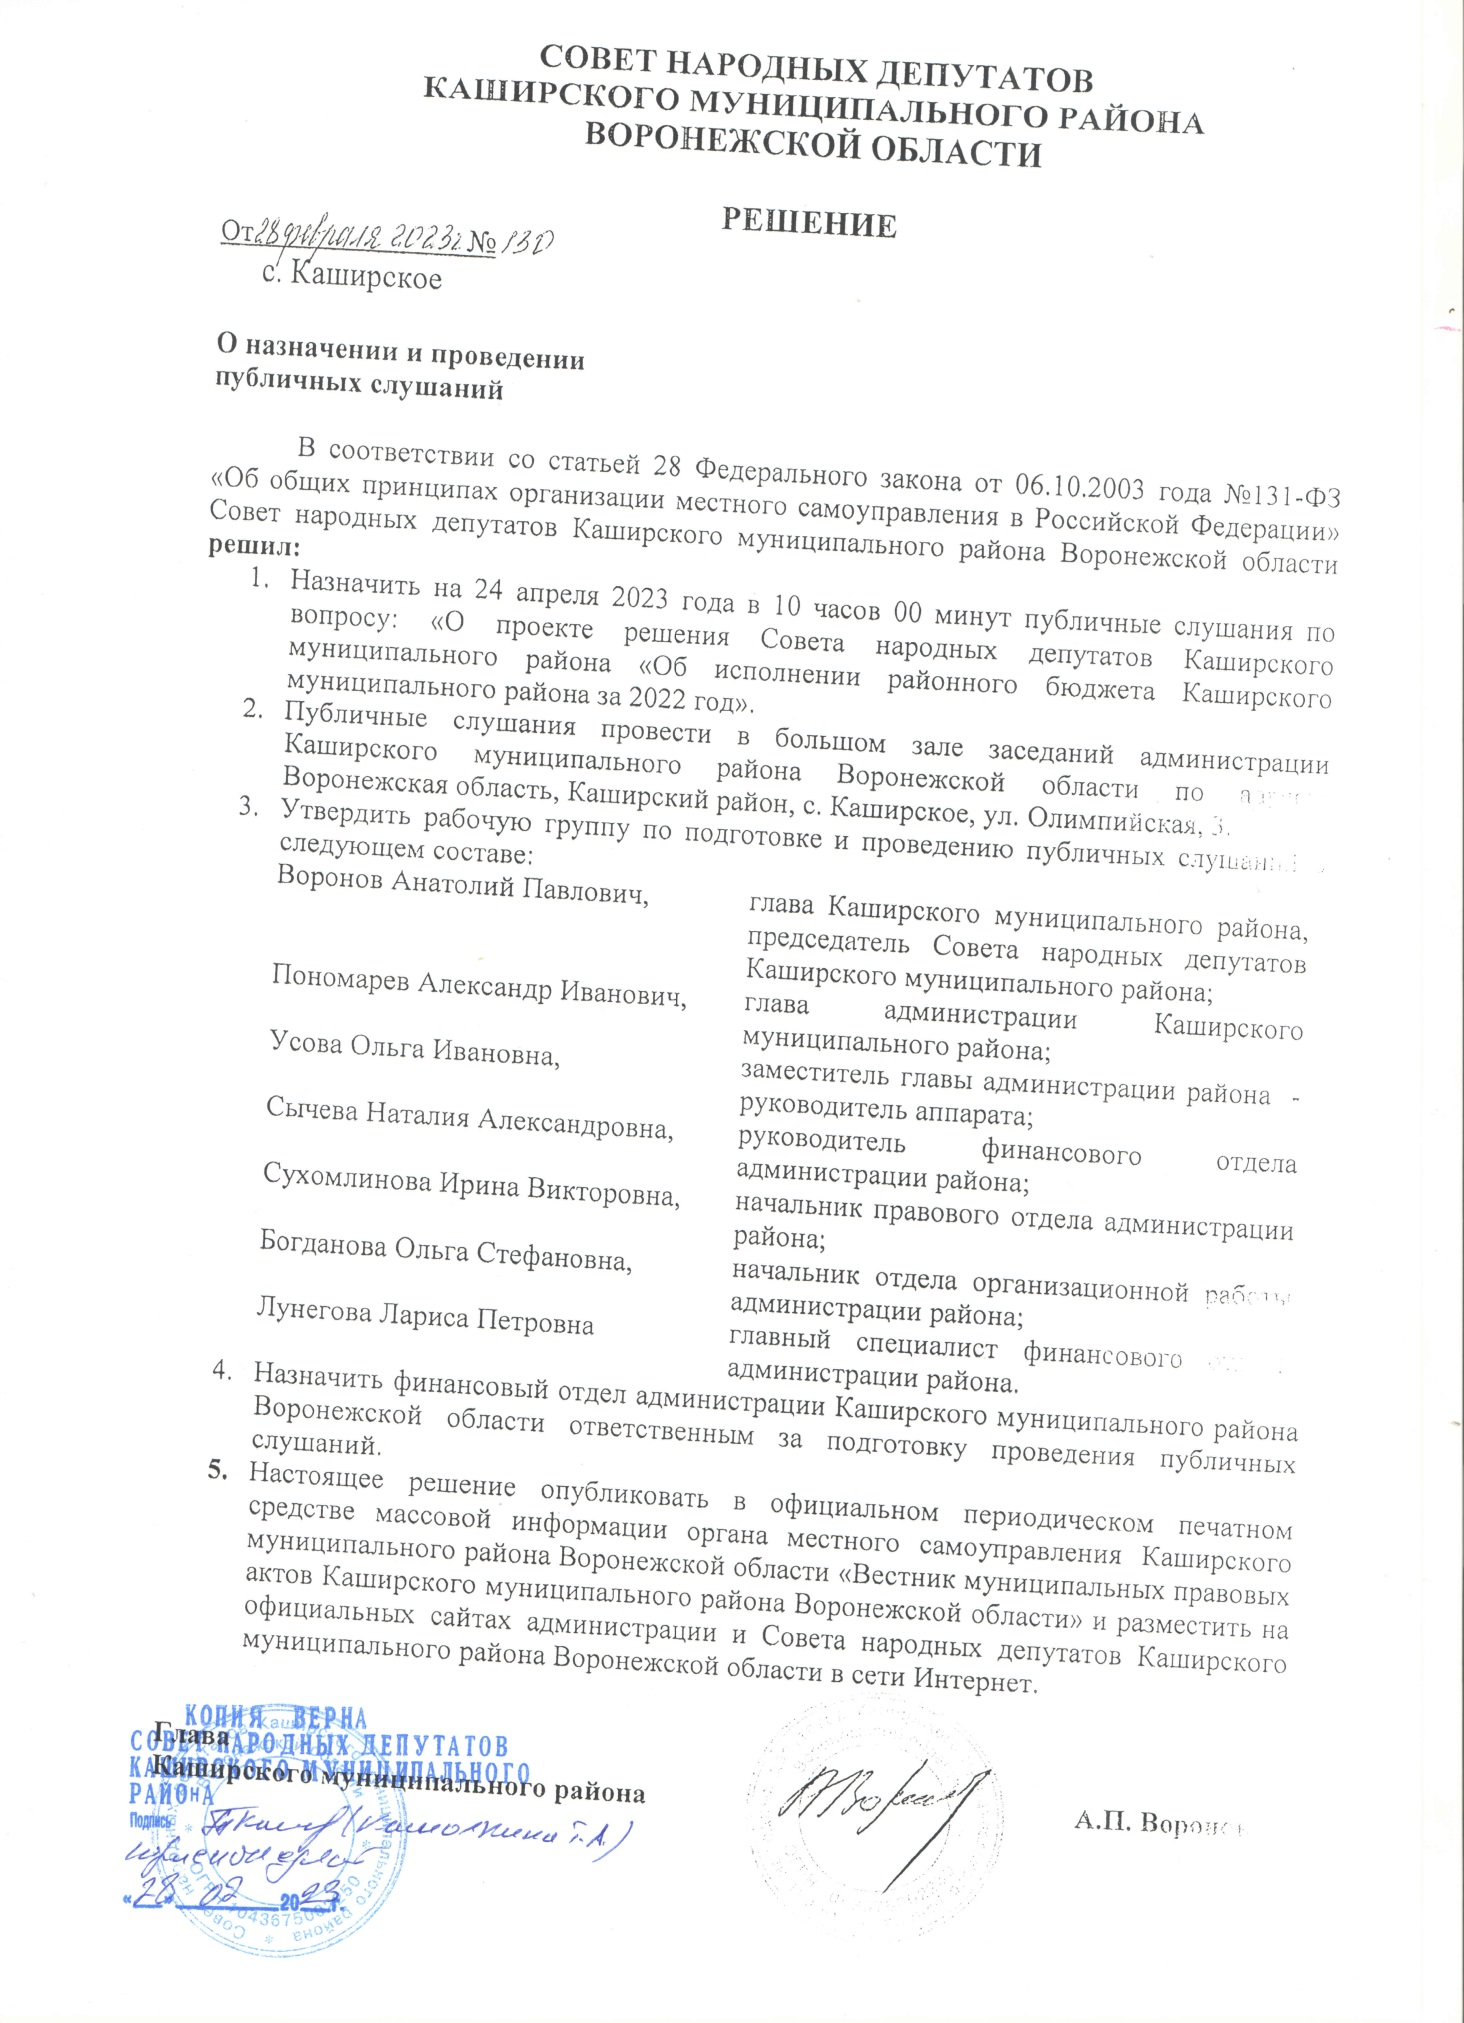 СОВЕТ НАРОДНЫХ ДЕПУТАТОВ
КАШИРСКОГО МУНИЦИПАЛЬНОГО РАЙОНА
ВОРОНЕЖСКОЙ ОБЛАСТИ
РЕШЕНИЕ
От 28 февраля 2023г № 130
с. Каширское
О назначении и проведении
публичных слушаний
В соответствии со статьей 28 Федерального закона от 06.10.2003 года №131-ФЗ
«Об общих принципах организации местного самоуправления в Российской Федерации»
Совет народных депутатов Каширского муниципального района Воронежской области
решил:
1. Назначить на 24 апреля 2023 года в 10 часов 00 минут публичные слушания по
вопросу: «О проекте решения Совета народных депутатов Каширского
муниципального района «Об исполнении районного бюджета Каширского
муниципального района за 2022 год».
2. Публичные слушания провести в большом зале заседаний администрации
Каширского муниципального района Воронежской области по
Воронежская область, Каширский район, с. Каширское, ул. Олимпийская, 3.
3. Утвердить рабочую группу по подготовке и проведению публичных слушаний
следующем составе:
Воронов Анатолий Павлович,
глава Каширского муниципального района,
председатель Совета народных депутатов
Каширского муниципального района;
Пономарев Александр Иванович,
глава администрации Каширского
муниципального района;
Усова Ольга Ивановна,
заместитель главы администрации района -
руководитель аппарата;
Сычева Наталия Александровна,
руководитель финансового отдела
администрации района;
Сухомлинова Ирина Викторовна,
начальник правового отдела администрации
района;
Богданова Ольга Стефановна,
начальник отдела организационной работы
администрации района;
Лунегова Лариса Петровна
главный специалист финансового
администрации района.
4. Назначить финансовый отдел администрации Каширского муниципального района
Воронежской области ответственным за подготовку проведения публичных
слушаний.
5. Настоящее решение опубликовать в официальном периодическом печатном
средстве массовой информации органа местного самоуправления Каширского
муниципального района Воронежской области «Вестник муниципальных правовых
актов Каширского муниципального района Воронежской области» и разместить на
официальных сайтах администрации и Совета народных депутатов Каширского
муниципального района Воронежской области в сети Интернет.
Глава
Каширского муниципального района
А.П. Воронов
КОПИЯ ВЕРНА
СОВЕТ НАРОДНЫХ ДЕПУТАТОВ
КАШИРСКОГО МУНИЦИПАЛЬНОГО
РАЙОНА
Подпись
«28» 02 2023г.